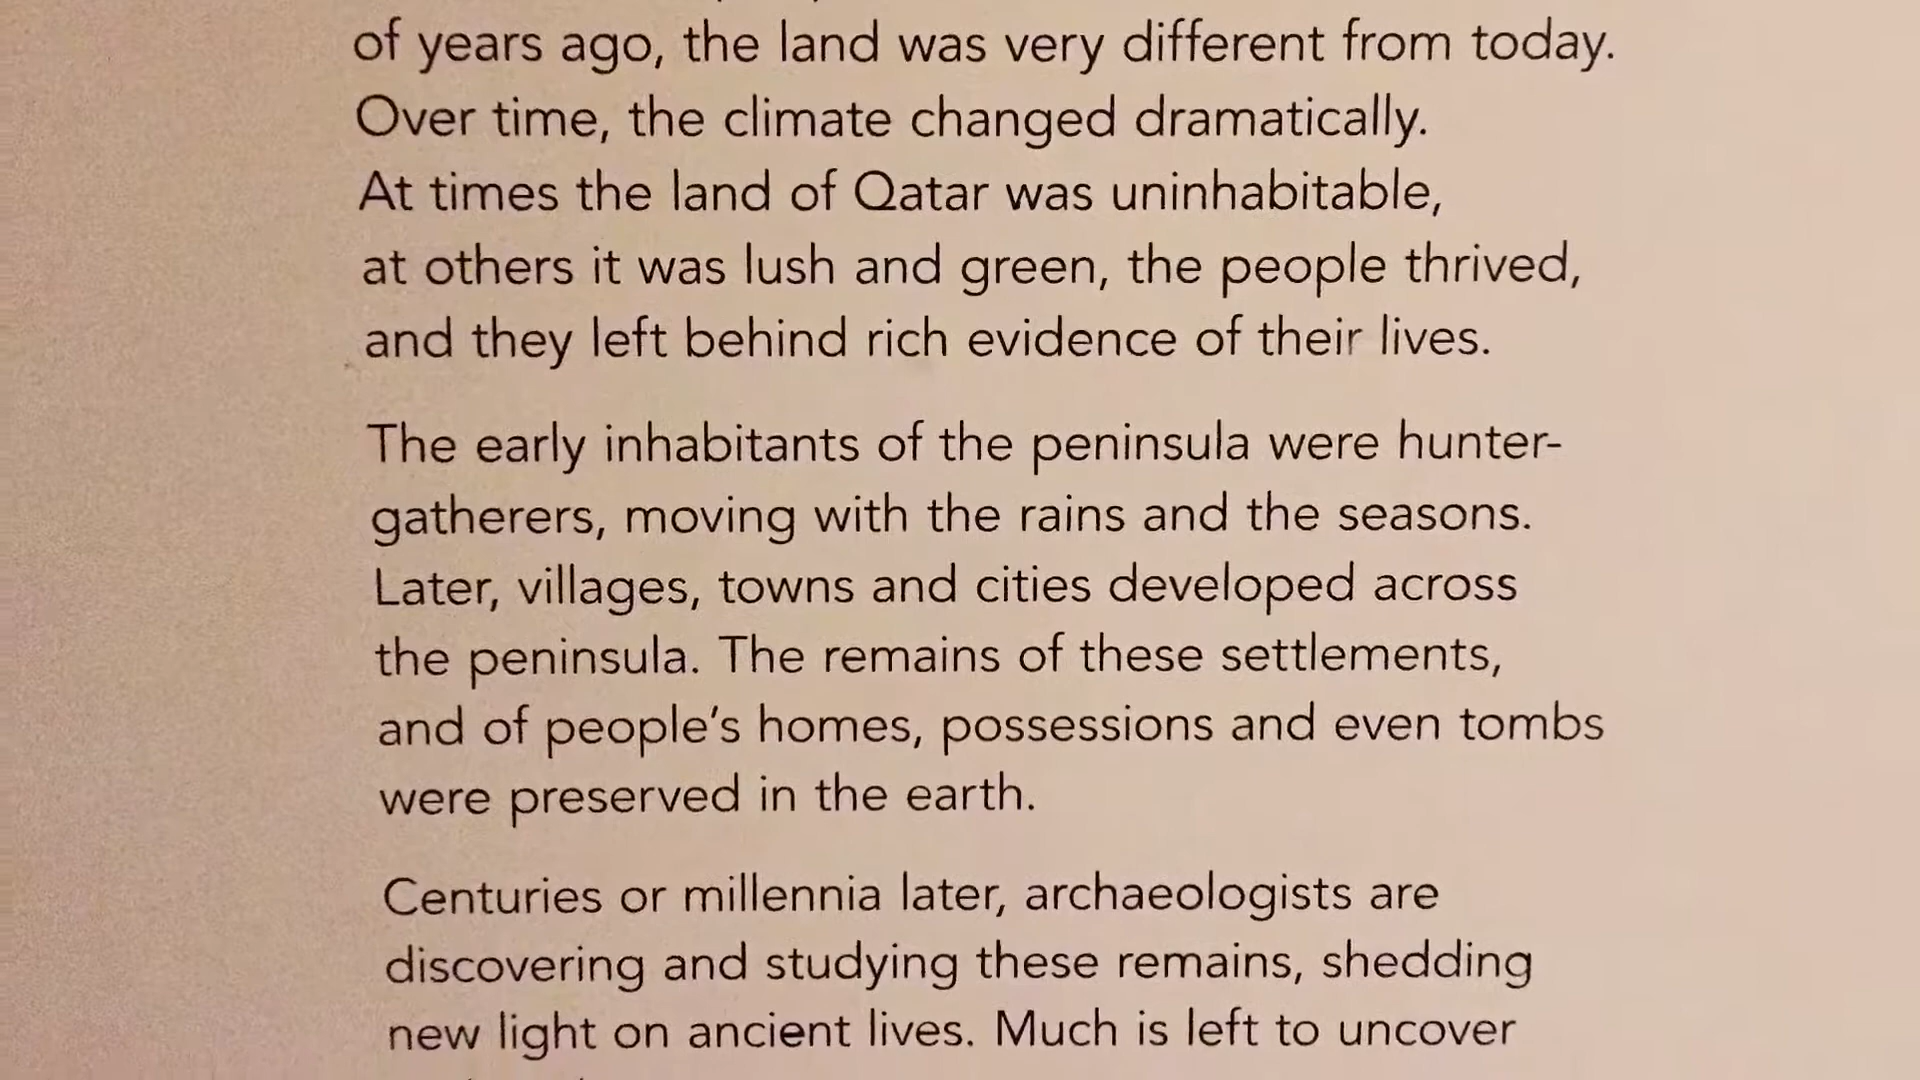 of years ago, the land was very different from today.
Over time, the climate changed dramatically.
At times the land of Qatar was uninhabitable,
at others it was lush and green, the people thrived,
and they left behind rich evidence of their lives.
The early inhabitants of the peninsula were hunter-
gatherers, moving with the rains and the seasons.
Later, villages, towns and cities developed across
the peninsula. The remains of these settlements,
and of people's homes, possessions and even tombs
were preserved in the earth.
Centuries or millennia later, archaeologists are
discovering and studying these remains, shedding
new light on ancient lives. Much is left to uncover